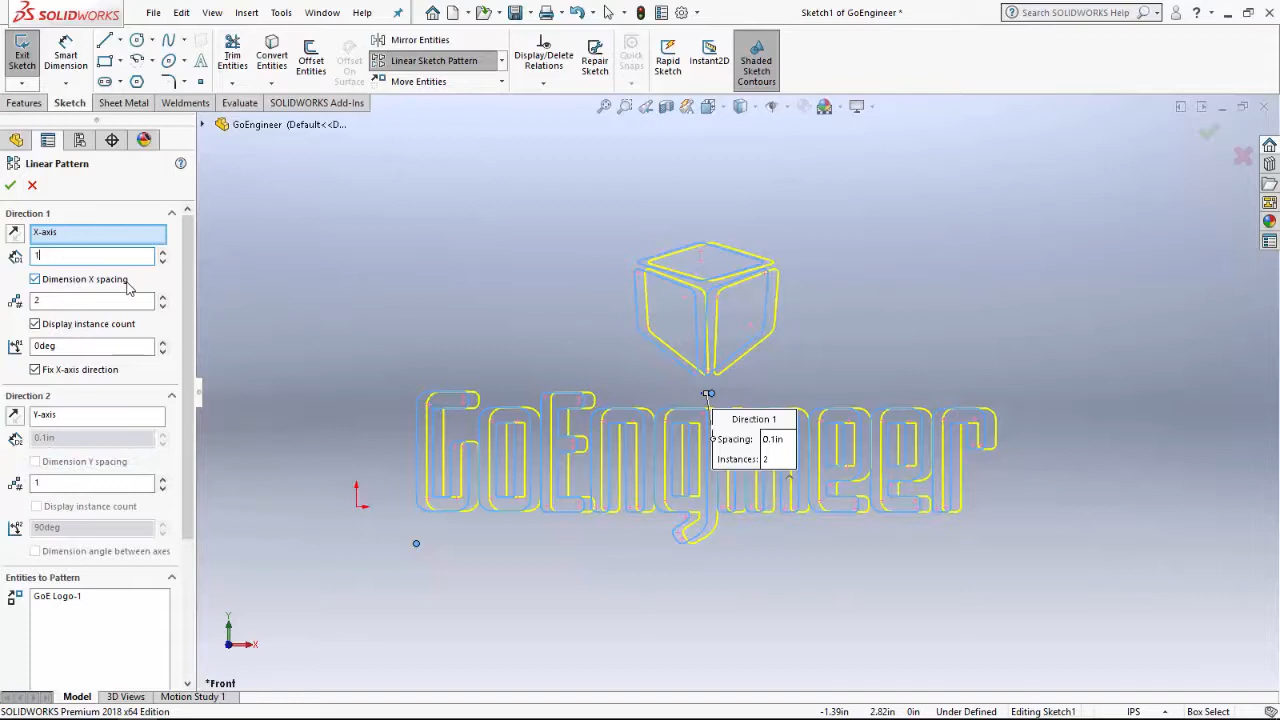 SOLIDWORKS
File Edit View Insert Tools Window Help
Sketch1 of GoEngineer *
Search SOLIDWORKS Help
Exit Sketch
Smart Dimension
Trim Entities
Convert Entities
Offset Entities
Offset On Surface
Mirror Entities
Linear Sketch Pattern
Move Entities
Display/Delete Relations
Repair Sketch
Quick Snaps
Rapid Sketch
Instant2D
Shaded Sketch Contours
Features Sketch Sheet Metal Weldments Evaluate SOLIDWORKS Add-Ins
GoEngineer (Default<<D...
Linear Pattern
Direction 1
X-axis
1
Dimension X spacing
2
Display instance count
0deg
Fix X-axis direction
Direction 2
Y-axis
0.1in
Dimension Y spacing
1
Display instance count
90deg
Dimension angle between axes
Entities to Pattern
GoE Logo-1
GoEngineer
Direction 1
Spacing: 0.1in
Instances: 2
Y
X
*Front
Model 3D Views Motion Study 1
SOLIDWORKS Premium 2018 x64 Edition
-1.39in 2.82in 0in Under Defined Editing Sketch1 IPS Box Select